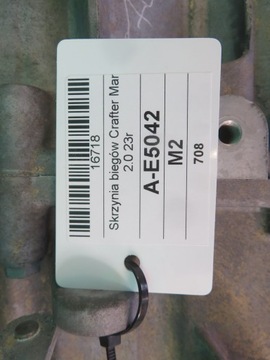 16718
Skrzynia biegów Crafter Mar
2.0 23r
A-E5042
M2
708